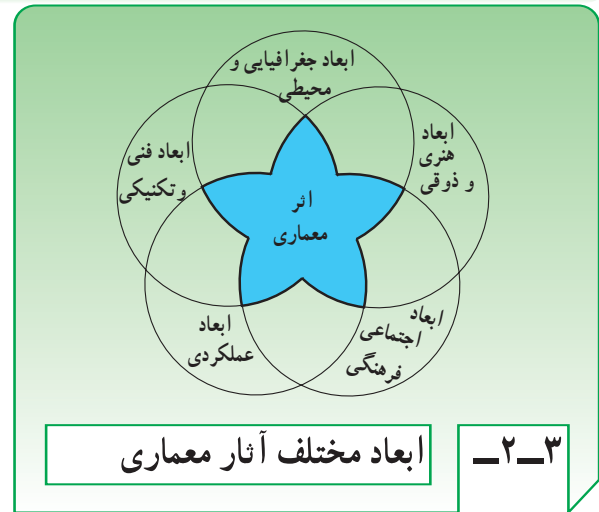 ابعاد جغرافیایی و
محیطی
ابعاد
هنری
و ذوقی
ابعاد فنی
و تکنیکی
اثر
معماری
ابعاد
اجتماعی
فرهنگی
ابعاد
عملکردی
۳ــ۲ــ
ابعاد مختلف آثار معماری